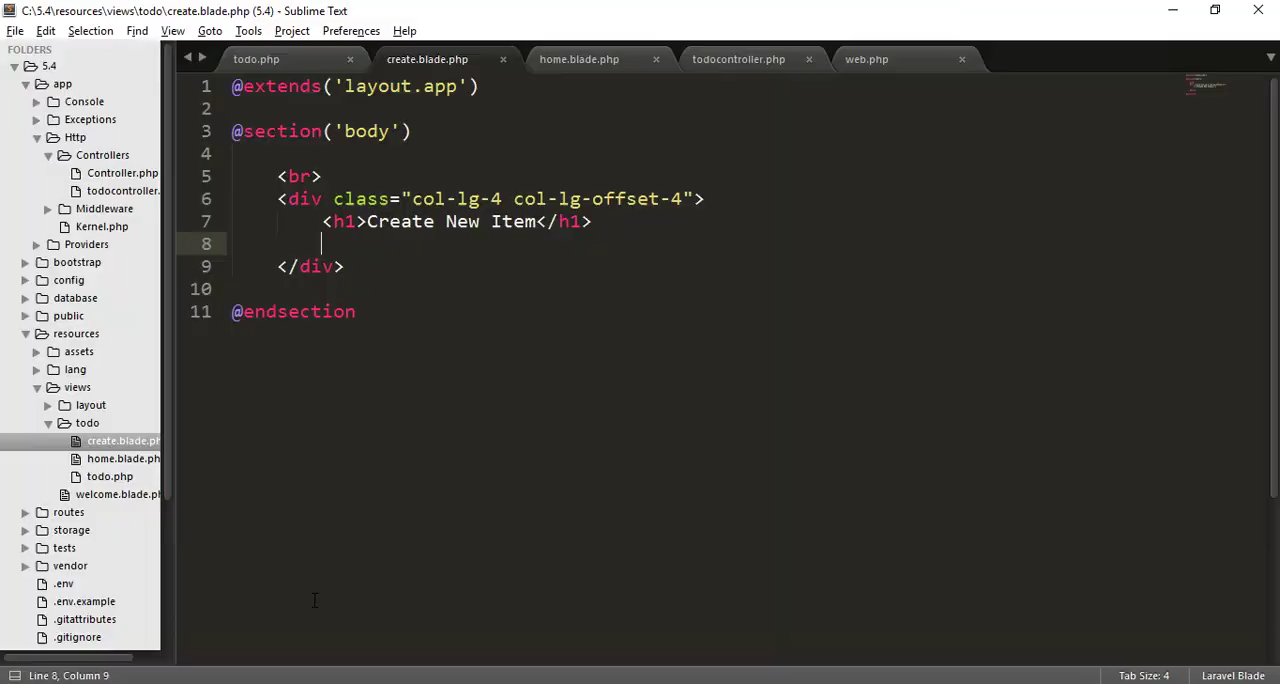 C:\5.4\resources\views\todo\create.blade.php (5.4) - Sublime Text
File Edit Selection Find View Goto Tools Project Preferences Help
FOLDERS
5.4
app
Console
Exceptions
Http
Controllers
Controller.php
todocontroller.
Middleware
Kernel.php
Providers
bootstrap
config
database
public
resources
assets
lang
views
layout
todo
create.blade.ph
home.blade.ph
todo.php
welcome.blade.ph
routes
storage
tests
vendor
.env
.env.example
.gitattributes
.gitignore
todo.php create.blade.php home.blade.php todocontroller.php web.php
1 @extends('layout.app')
2
3 @section('body')
4
5 <br>
6 <div class="col-lg-4 col-lg-offset-4">
7 <h1>Create New Item</h1>
8
9 </div>
10
11 @endsection
Line 8, Column 9 Tab Size: 4 Laravel Blade